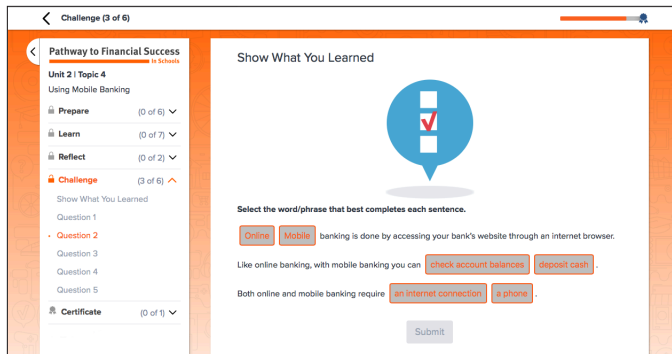 Challenge (3 of 6)
Pathway to Financial Success
In Schools
Unit 2 | Topic 4
Using Mobile Banking
Prepare (0 of 6)
Learn (0 of 7)
Reflect (0 of 2)
Challenge (3 of 6)
Show What You Learned
Question 1
Question 2
Question 3
Question 4
Question 5
Certificate (0 of 1)
Show What You Learned
Select the word/phrase that best completes each sentence.
Online Mobile banking is done by accessing your bank's website through an internet browser.
Like online banking, with mobile banking you can check account balances deposit cash .
Both online and mobile banking require an internet connection a phone .
Submit